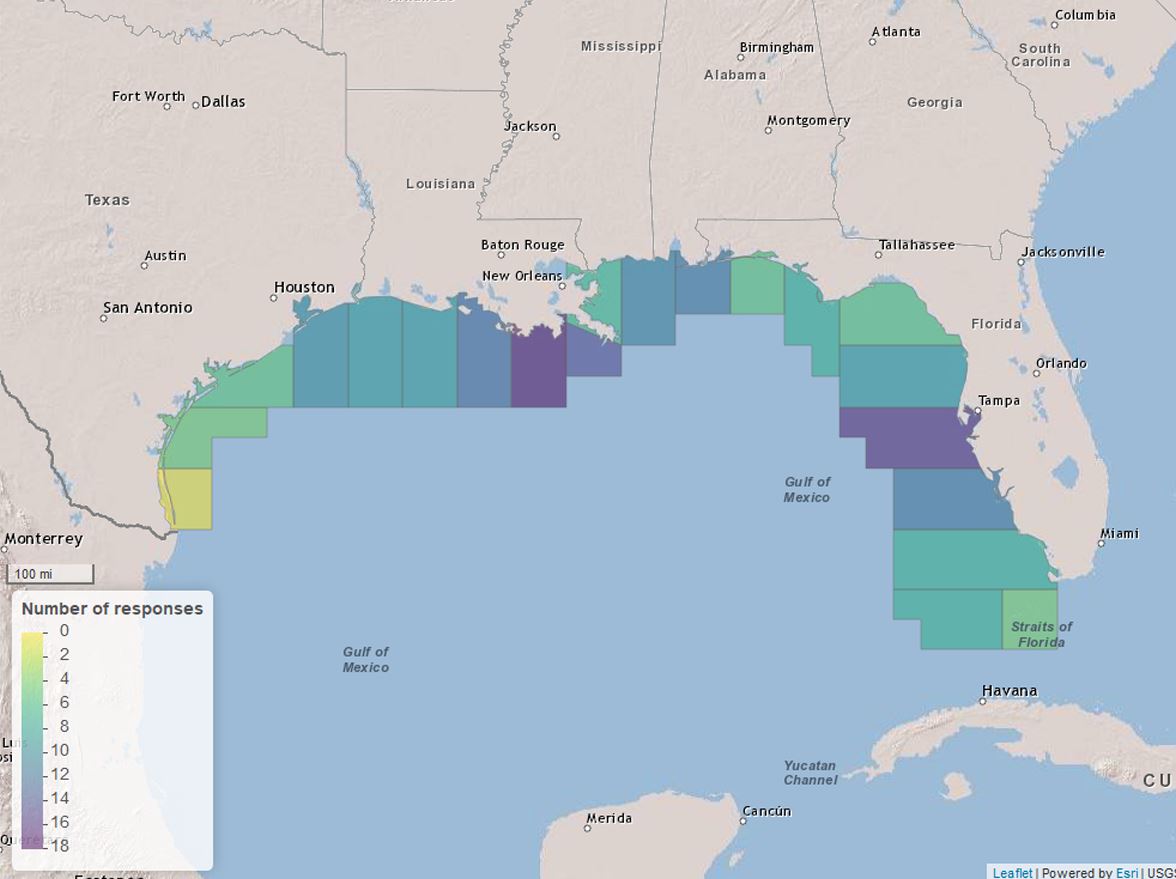 Columbia
Atlanta
South
Carolina
Mississippi
Birmingham
Alabama
Georgia
Fort Worth
Dallas
Jackson
Montgomery
Louisiana
Texas
Baton Rouge
Tallahassee
Jacksonville
Austin
New Orleans
Houston
San Antonio
Florida
Orlando
Tampa
Gulf of
Mexico
Miami
Monterrey
100 mi
Number of responses
0
2
4
6
8
10
12
14
16
18
Straits of
Florida
Gulf of
Mexico
Havana
Yucatan
Channel
CU
Merida
Cancún
Leaflet | Powered by Esri | USGS